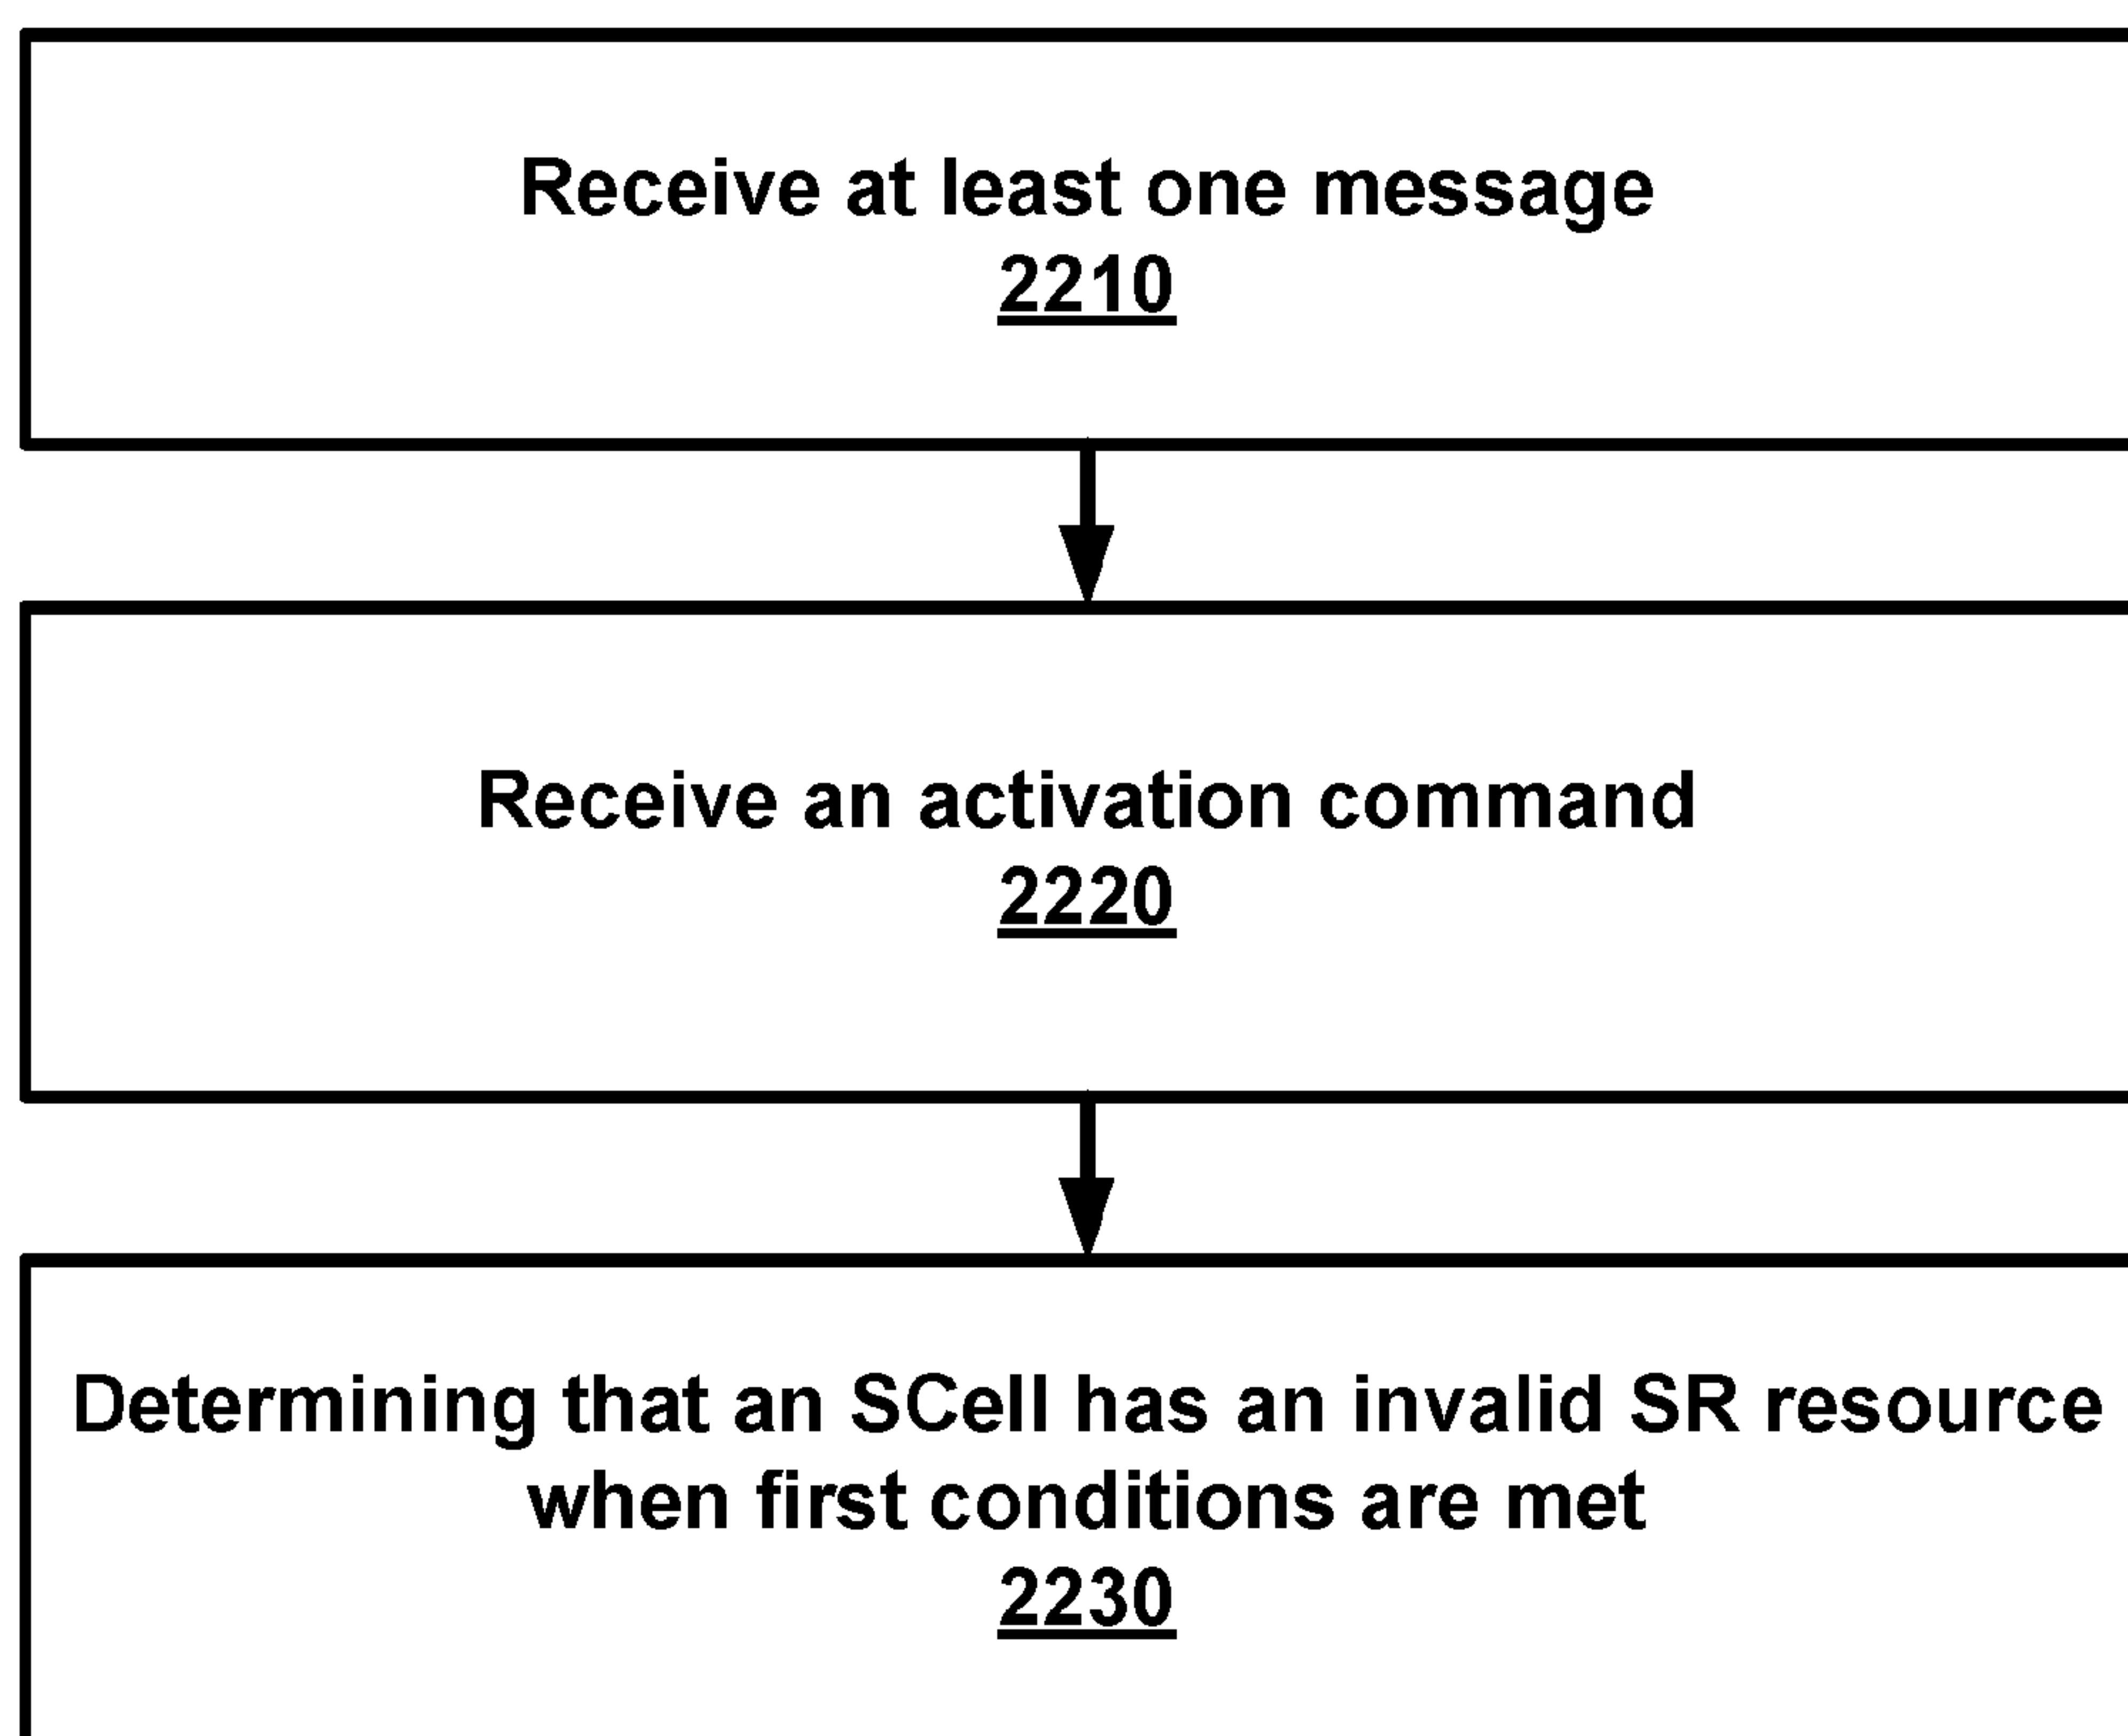 Receive at least one message
2210
Receive an activation command
2220
Determining that an SCell has an invalid SR resource
when first conditions are met
2230